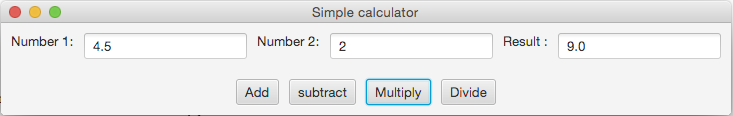 Simple calculator
Number 1: 4.5 Number 2: 2 Result : 9.0
Add subtract Multiply Divide